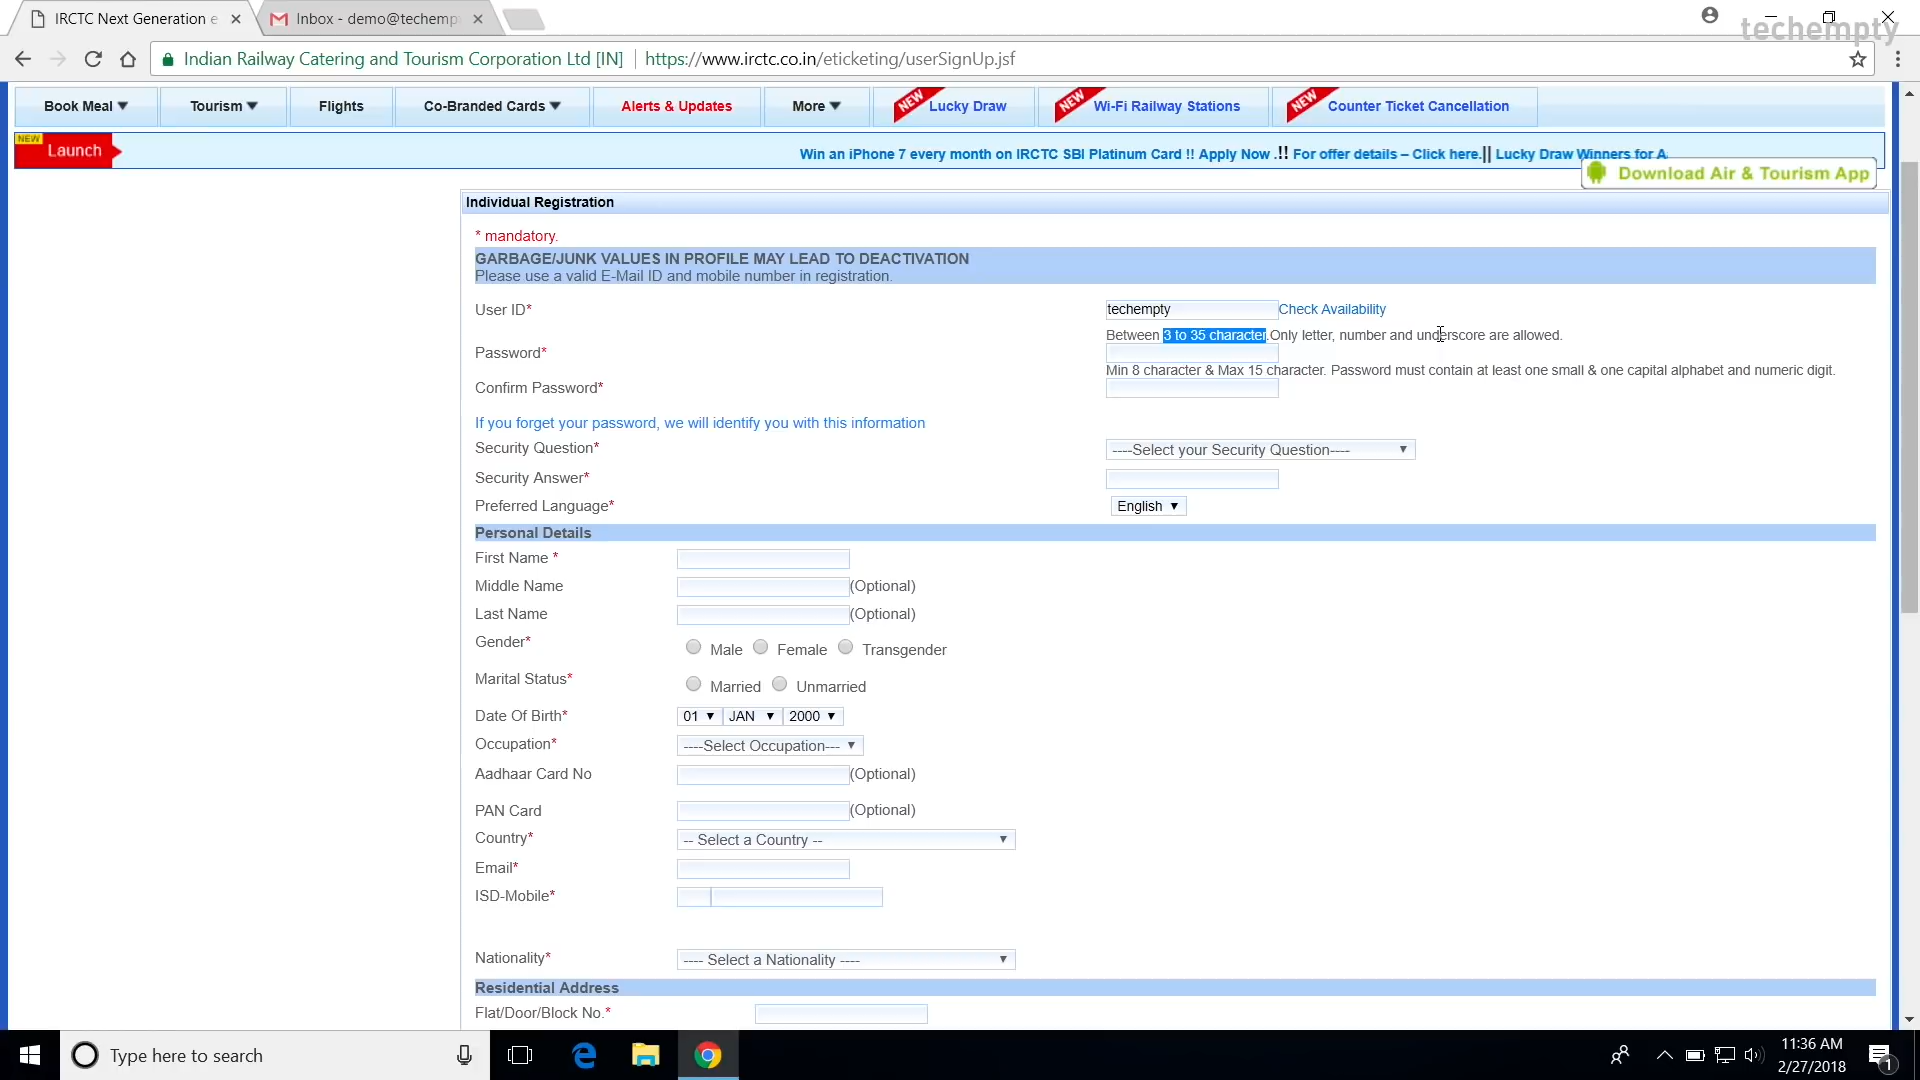 IRCTC Next Generation e
Inbox - demo@techemp
techempty
Indian Railway Catering and Tourism Corporation Ltd [IN] https://www.irctc.co.in/eticketing/userSignUp.jsf
Book Meal Tourism Flights Co-Branded Cards Alerts & Updates More NEW Lucky Draw NEW Wi-Fi Railway Stations NEW Counter Ticket Cancellation
NEW
Launch Win an iPhone 7 every month on IRCTC SBI Platinum Card !! Apply Now .!! For offer details – Click here.|| Lucky Draw Winners for A
Download Air & Tourism App
Individual Registration
* mandatory.
GARBAGE/JUNK VALUES IN PROFILE MAY LEAD TO DEACTIVATION
Please use a valid E-Mail ID and mobile number in registration.
User ID* techempty Check Availability
Between 3 to 35 character.Only letter, number and underscore are allowed.
Password*
Min 8 character & Max 15 character. Password must contain at least one small & one capital alphabet and numeric digit.
Confirm Password*
If you forget your password, we will identify you with this information
Security Question* ----Select your Security Question----
Security Answer*
Preferred Language* English
Personal Details
First Name *
Middle Name (Optional)
Last Name (Optional)
Gender* Male Female Transgender
Marital Status* Married Unmarried
Date Of Birth* 01 JAN 2000
Occupation* ----Select Occupation---
Aadhaar Card No (Optional)
PAN Card (Optional)
Country* -- Select a Country --
Email*
ISD-Mobile*
Nationality* ---- Select a Nationality ----
Residential Address
Flat/Door/Block No.*
Type here to search
11:36 AM
2/27/2018
1